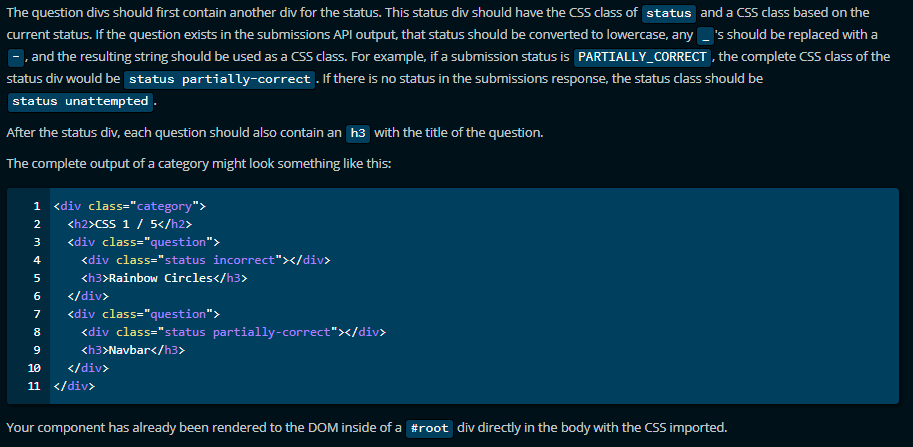 The question divs should first contain another div for the status. This status div should have the CSS class of status and a CSS class based on the
current status. If the question exists in the submissions API output, that status should be converted to lowercase, any _ 's should be replaced with a
- , and the resulting string should be used as a CSS class. For example, if a submission status is PARTIALLY_CORRECT , the complete CSS class of the
status div would be status partially-correct . If there is no status in the submissions response, the status class should be
status unattempted .
After the status div, each question should also contain an h3 with the title of the question.
The complete output of a category might look something like this:
1 <div class="category">
2 <h2>CSS 1 / 5</h2>
3 <div class="question">
4 <div class="status incorrect"></div>
5 <h3>Rainbow Circles</h3>
6 </div>
7 <div class="question">
8 <div class="status partially-correct"></div>
9 <h3>Navbar</h3>
10 </div>
11 </div>
Your component has already been rendered to the DOM inside of a #root div directly in the body with the CSS imported.